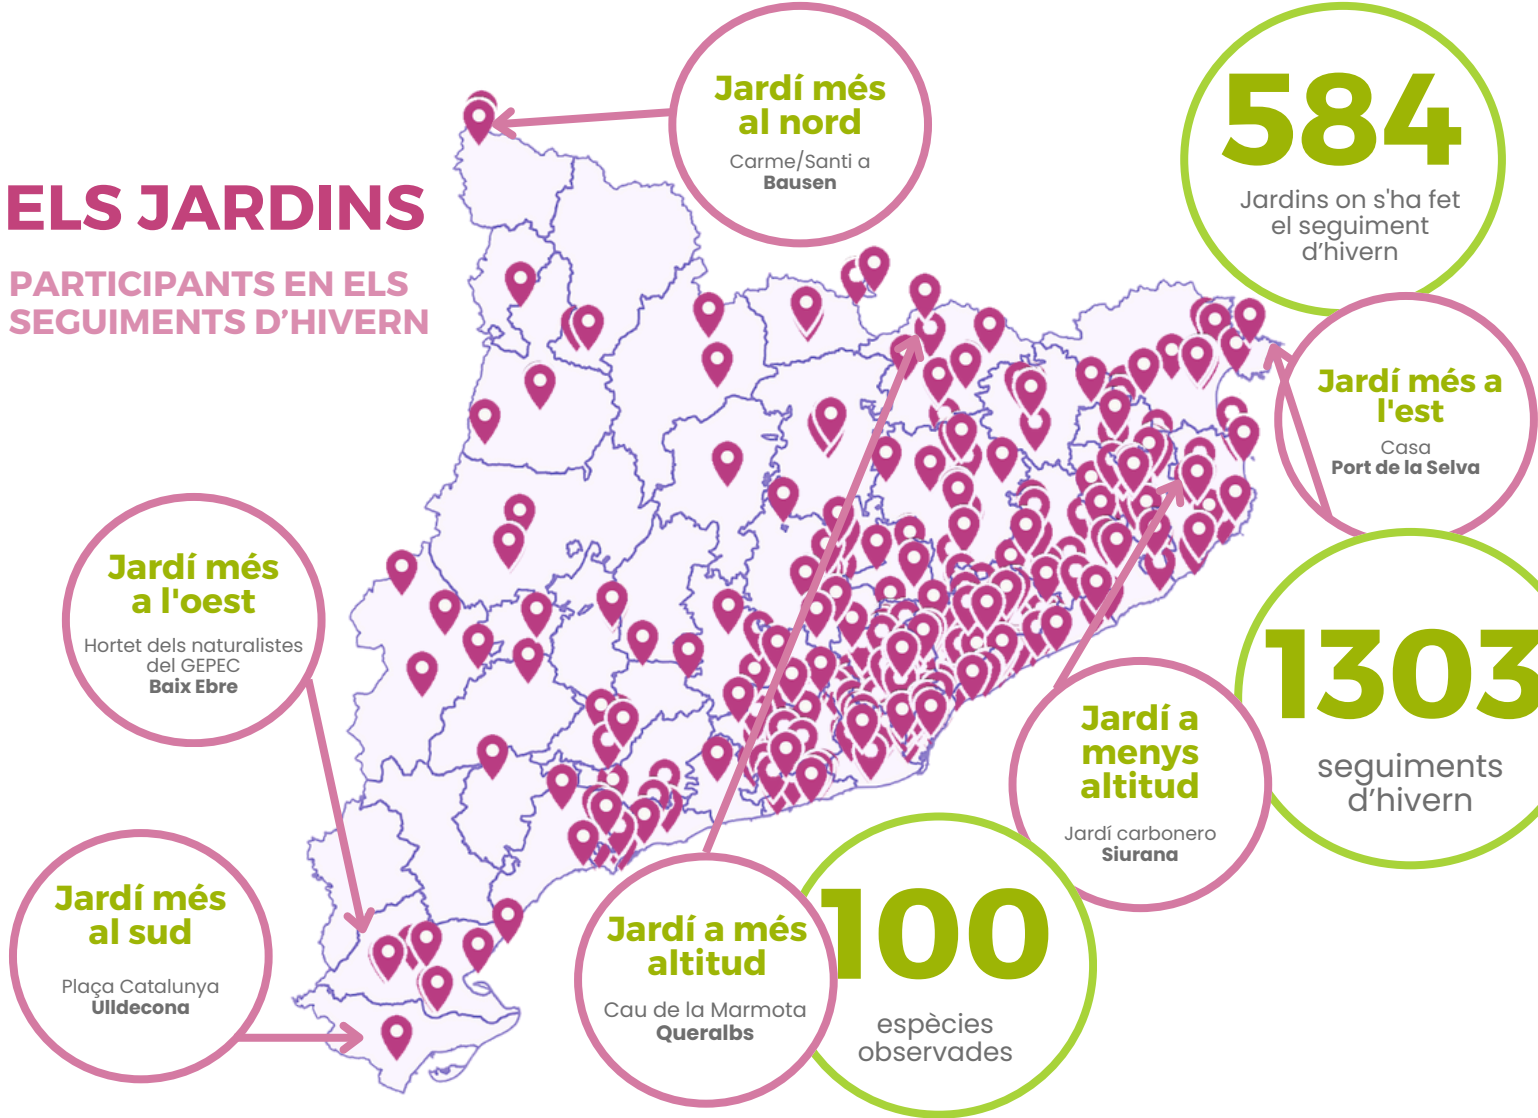 ELS JARDINS
PARTICIPANTS EN ELS
SEGUIMENTS D’HIVERN
Jardí més
al nord
Carme/Santi a
Bausen
584
Jardins on s'ha fet
el seguiment
d’hivern
Jardí més a
l'est
Casa
Port de la Selva
Jardí més
a l'oest
Hortet dels naturalistes
del GEPEC
Baix Ebre
1303
seguiments
d’hivern
Jardí a
menys
altitud
Jardí carbonero
Siurana
Jardí més
al sud
Plaça Catalunya
Ulldecona
Jardí a més
altitud
Cau de la Marmota
Queralbs
100
espècies
observades